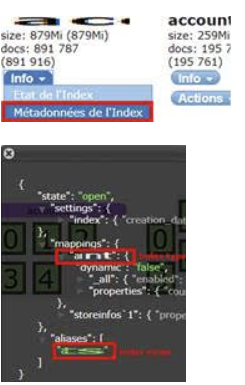 size: 879Mi (879Mi)
docs: 891 787
(891 916)
Info
Etat de l'Index
Métadonnées de l'Index
account
size: 259Mi
docs: 195 7
(195 761)
Info
Actions
{
"state": "open",
"settings": {
"index": { "creation_dat
},
"mappings": {
{
"dynamic": "false",
"_all": { "enabled":
"properties": { "cou
},
"storeinfos`1": { "prope
},
"aliases": [
]
}